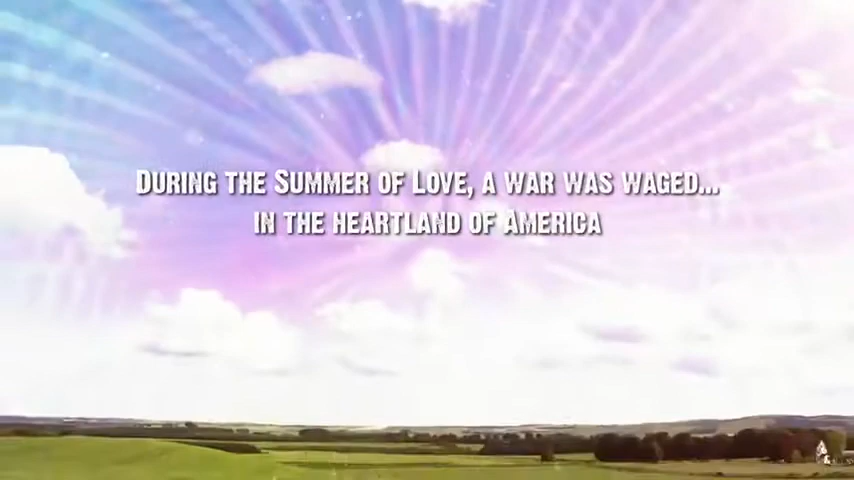 During the Summer of Love, a war was waged...
in the heartland of America